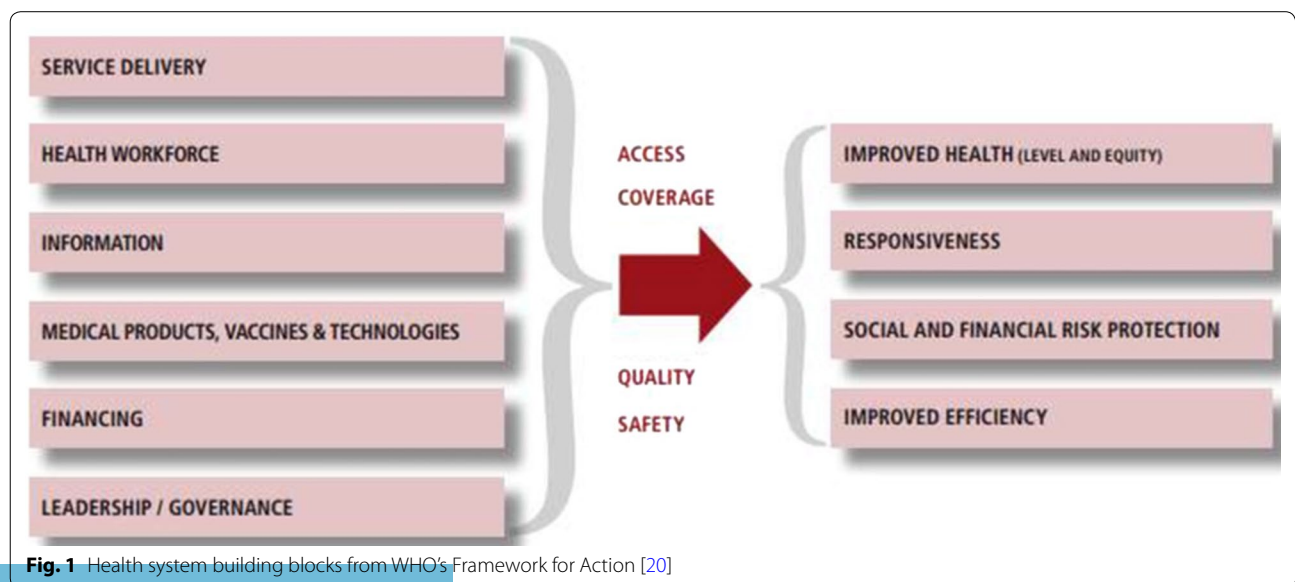 SERVICE DELIVERY
HEALTH WORKFORCE
INFORMATION
MEDICAL PRODUCTS, VACCINES & TECHNOLOGIES
FINANCING
LEADERSHIP / GOVERNANCE
ACCESS
COVERAGE
QUALITY
SAFETY
IMPROVED HEALTH (LEVEL AND EQUITY)
RESPONSIVENESS
SOCIAL AND FINANCIAL RISK PROTECTION
IMPROVED EFFICIENCY
Fig. 1 Health system building blocks from WHO’s Framework for Action [20]